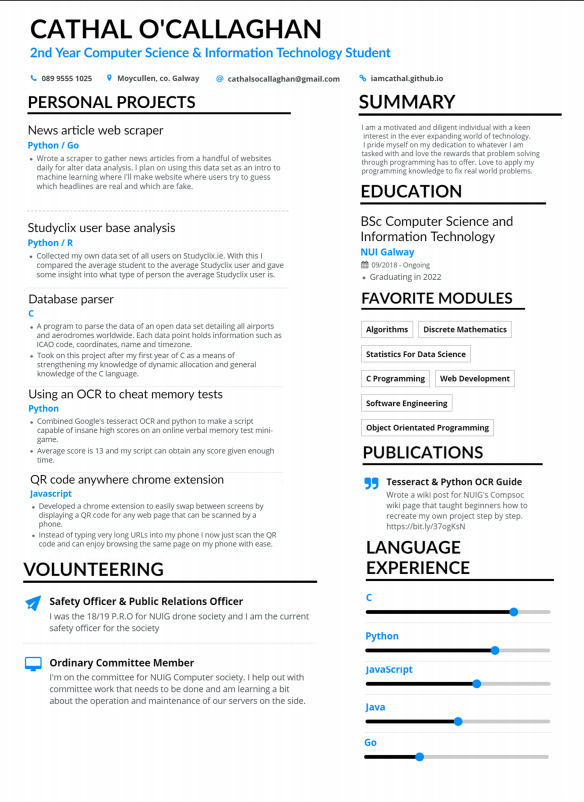 CATHAL O'CALLAGHAN
2nd Year Computer Science & Information Technology Student
089 9555 1025
Moycullen, co. Galway
cathalsocallaghan@gmail.com
iamcathal.github.io
PERSONAL PROJECTS
News article web scraper
Python / Go
Wrote a scraper to gather news articles from a handful of websites
daily for alter data analysis. I plan on using this data set as an intro to
machine learning where I'll make website where users try to guess
which headlines are real and which are fake.
Studyclix user base analysis
Python / R
Collected my own data set of all users on Studyclix.ie. With this I
compared the average student to the average Studyclix user and gave
some insight into what type of person the average Studyclix user is.
Database parser
C
A program to parse the data of an open data set detailing all airports
and aerodromes worldwide. Each data point holds information such as
ICAO code, coordinates, name and timezone.
Took on this project after my first year of C as a means of
strengthening my knowledge of dynamic allocation and general
knowledge of the C language.
Using an OCR to cheat memory tests
Python
Combined Google's tesseract OCR and python to make a script
capable of insane high scores on an online verbal memory test mini-
game.
Average score is 13 and my script can obtain any score given enough
time.
QR code anywhere chrome extension
Javascript
Developed a chrome extension to easily swap between screens by
displaying a QR code for any web page that can be scanned by a
phone.
Instead of typing very long URLs into my phone I now just scan the QR
code and can enjoy browsing the same page on my phone with ease.
VOLUNTEERING
Safety Officer & Public Relations Officer
I was the 18/19 P.R.O for NUIG drone society and I am the current
safety officer for the society
Ordinary Committee Member
I'm on the committee for NUIG Computer society. I help out with
committee work that needs to be done and am learning a bit
about the operation and maintenance of our servers on the side.
SUMMARY
I am a motivated and diligent individual with a keen
interest in the ever expanding world of technology.
I pride myself on my dedication to whatever I am
tasked with and love the rewards that problem solving
through programming has to offer. Love to apply my
programming knowledge to fix real world problems.
EDUCATION
BSc Computer Science and
Information Technology
NUI Galway
09/2018 - Ongoing
Graduating in 2022
FAVORITE MODULES
Algorithms
Discrete Mathematics
Statistics For Data Science
C Programming
Web Development
Software Engineering
Object Orientated Programming
PUBLICATIONS
Tesseract & Python OCR Guide
Wrote a wiki post for NUIG's Compsoc
wiki page that taught beginners how to
recreate my own project step by step.
https://bit.ly/37ogKsN
LANGUAGE
EXPERIENCE
C
Python
JavaScript
Java
Go